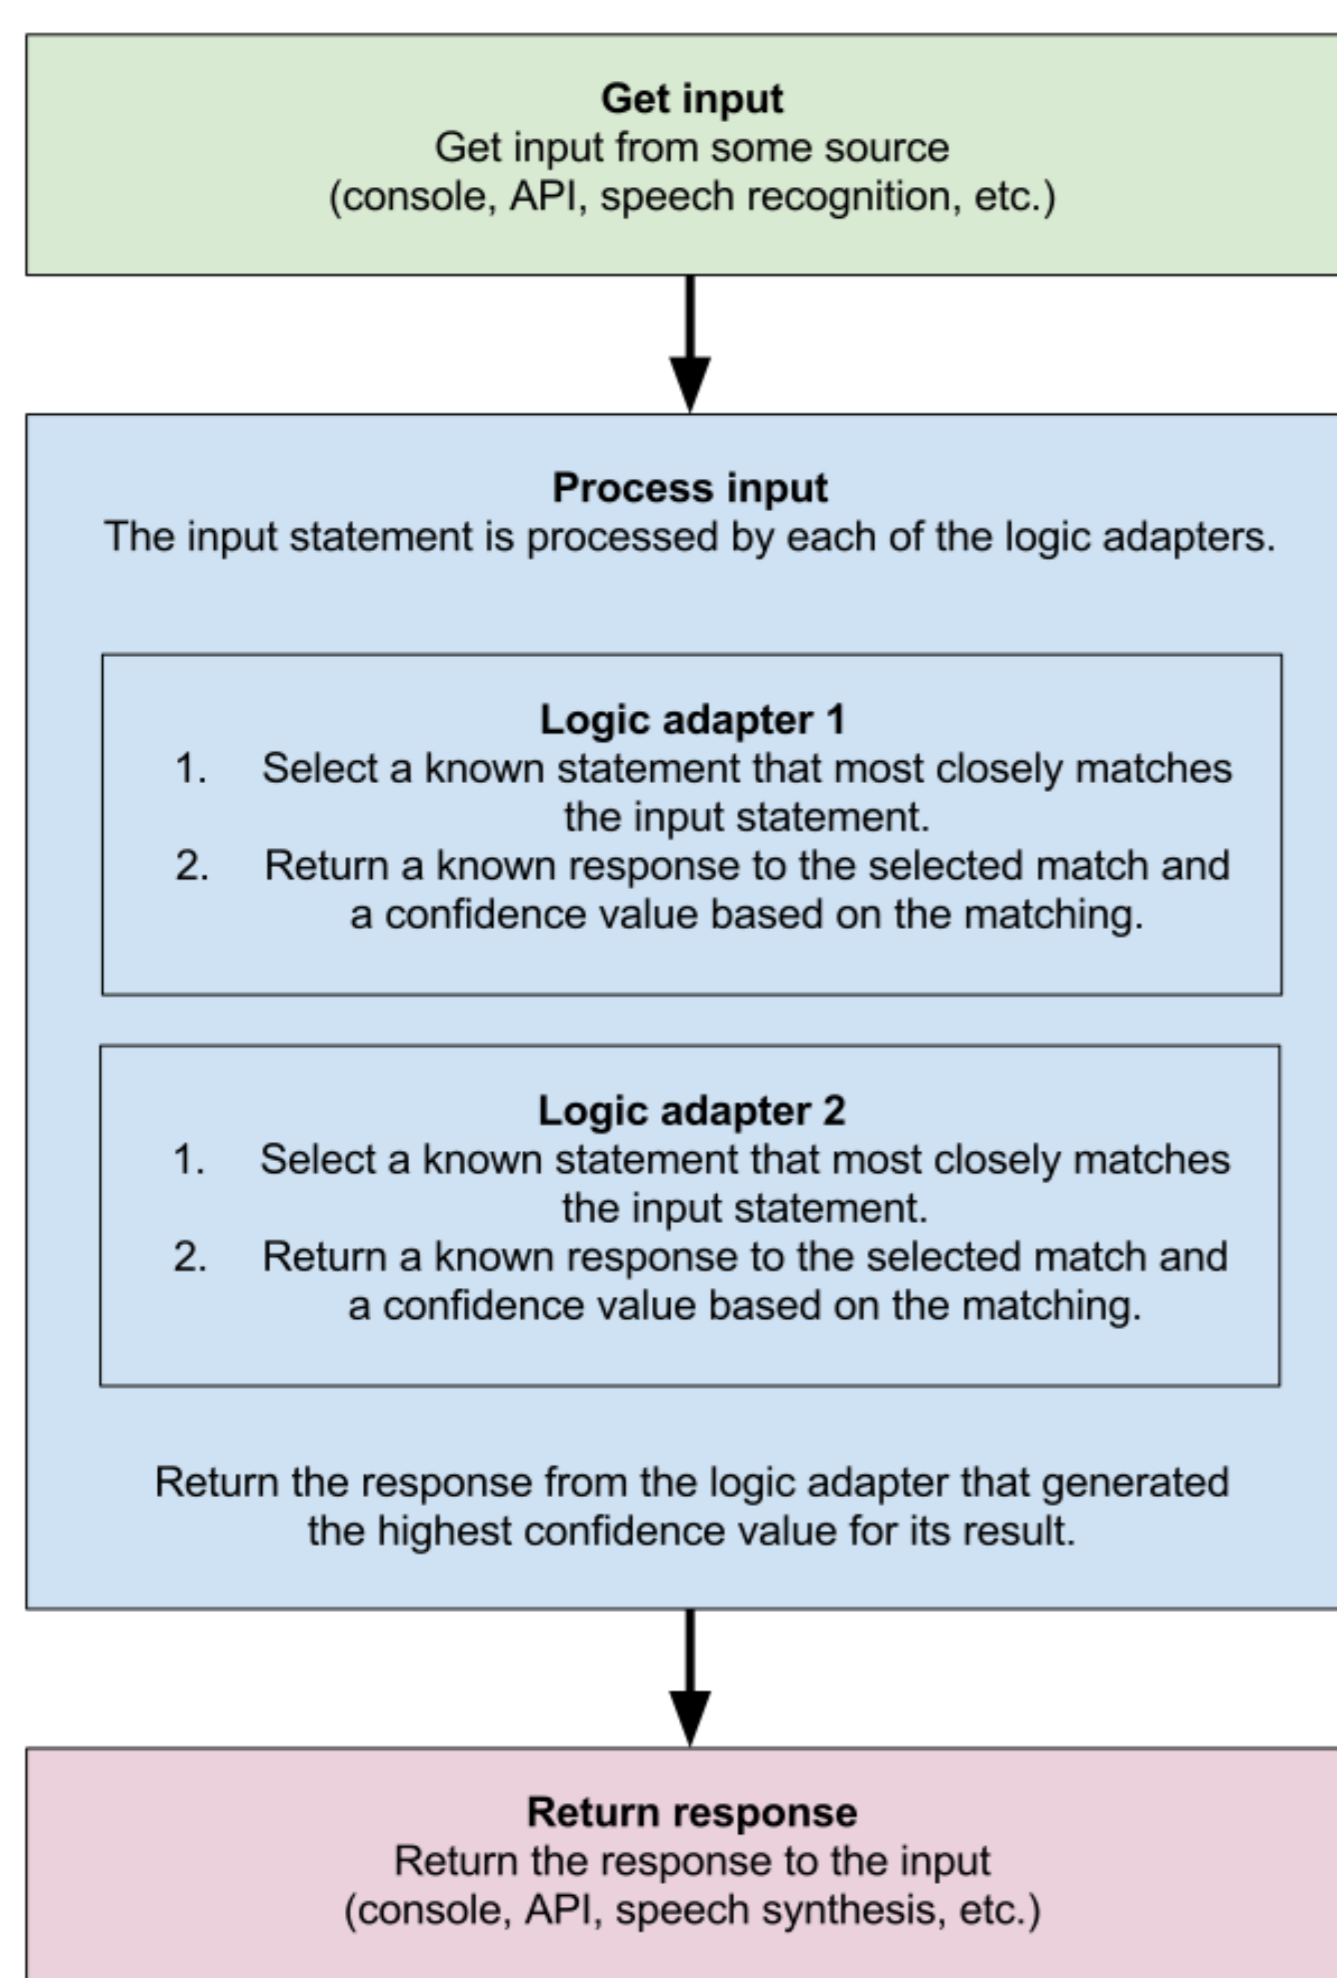 Get input
Get input from some source
(console, API, speech recognition, etc.)
Process input
The input statement is processed by each of the logic adapters.
Logic adapter 1
1. Select a known statement that most closely matches
the input statement.
2. Return a known response to the selected match and
a confidence value based on the matching.
Logic adapter 2
1. Select a known statement that most closely matches
the input statement.
2. Return a known response to the selected match and
a confidence value based on the matching.
Return the response from the logic adapter that generated
the highest confidence value for its result.
Return response
Return the response to the input
(console, API, speech synthesis, etc.)